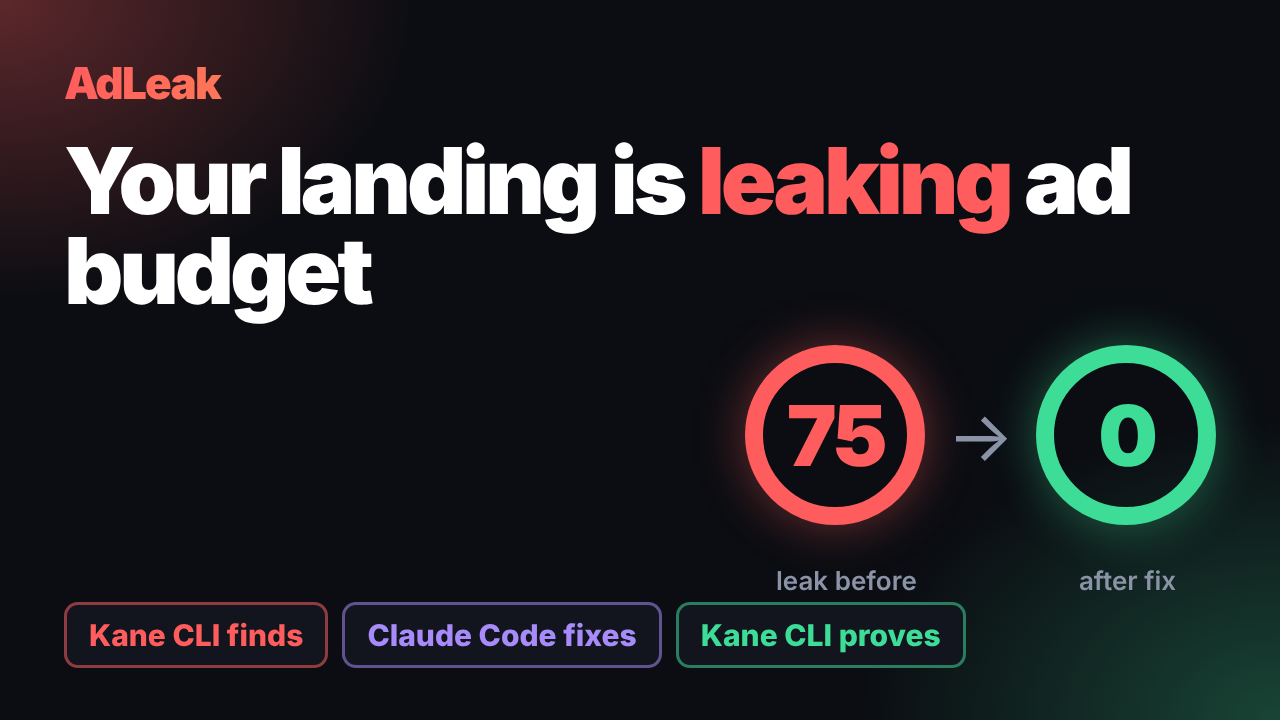 AdLeak
Your landing is leaking ad
budget
75 → 0
leak before
after fix
Kane CLI finds
Claude Code fixes
Kane CLI proves